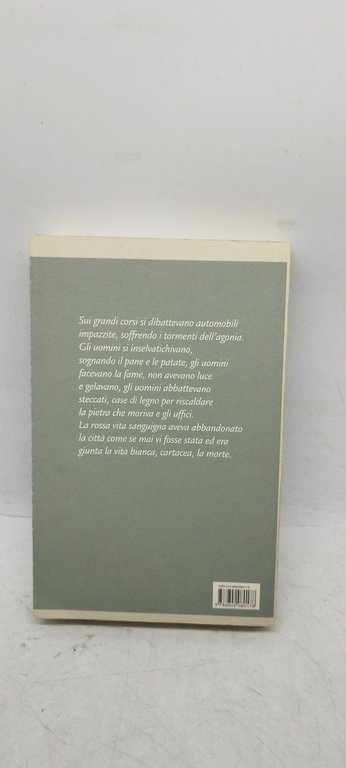 Sui grandi corsi si dibattevano automobili
impazzite, soffrendo i tormenti dell'agonia.
Gli uomini si inselvatichivano,
sognando il pane e le patate, gli uomini
facevano la fame, non avevano luce
e gelavano, gli uomini abbattevano
steccati, case di legno per riscaldare
la pietra che moriva e gli uffici.
La rossa vita sanguigna aveva abbandonato
la città come se mai vi fosse stata ed era
giunta la vita bianca, cartacea, la morte.